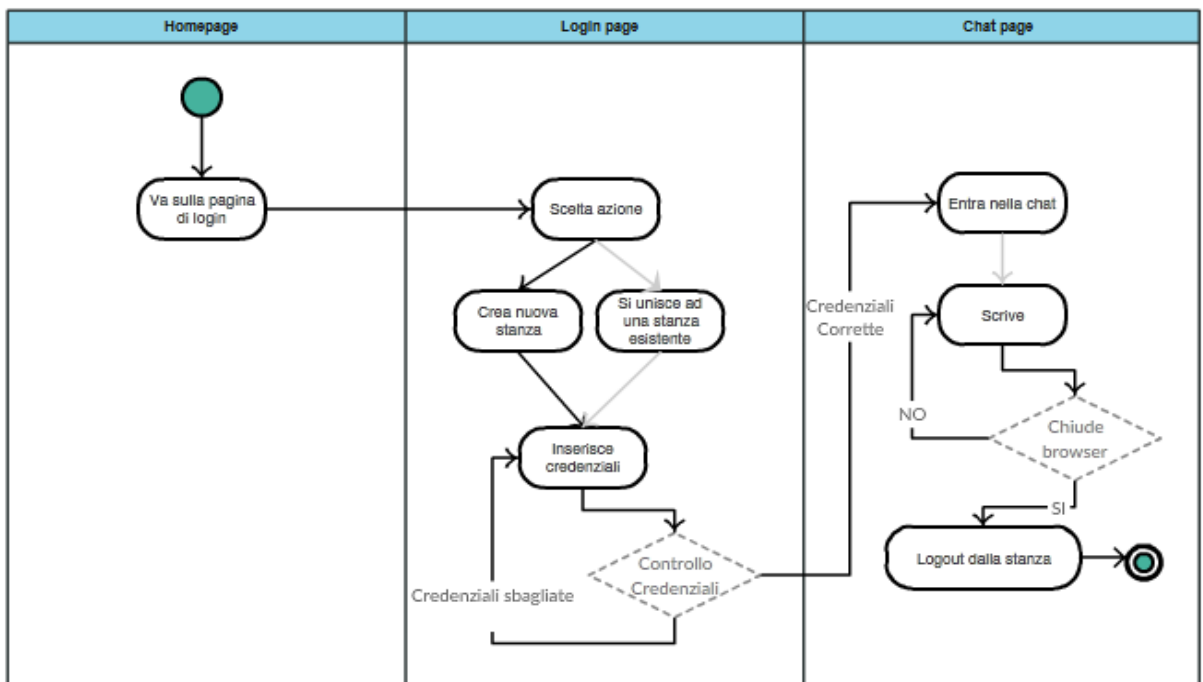 Homepage
Login page
Chat page
Va sulla pagina
di login
Scelta azione
Entra nella chat
Crea nuova
stanza
Si unisce ad
una stanza
esistente
Credenziali
Corrette
Scrive
NO
Chiude
browser
Inserisce
credenziali
SI
Controllo
Credenziali
Logout dalla stanza
Credenziali sbagliate